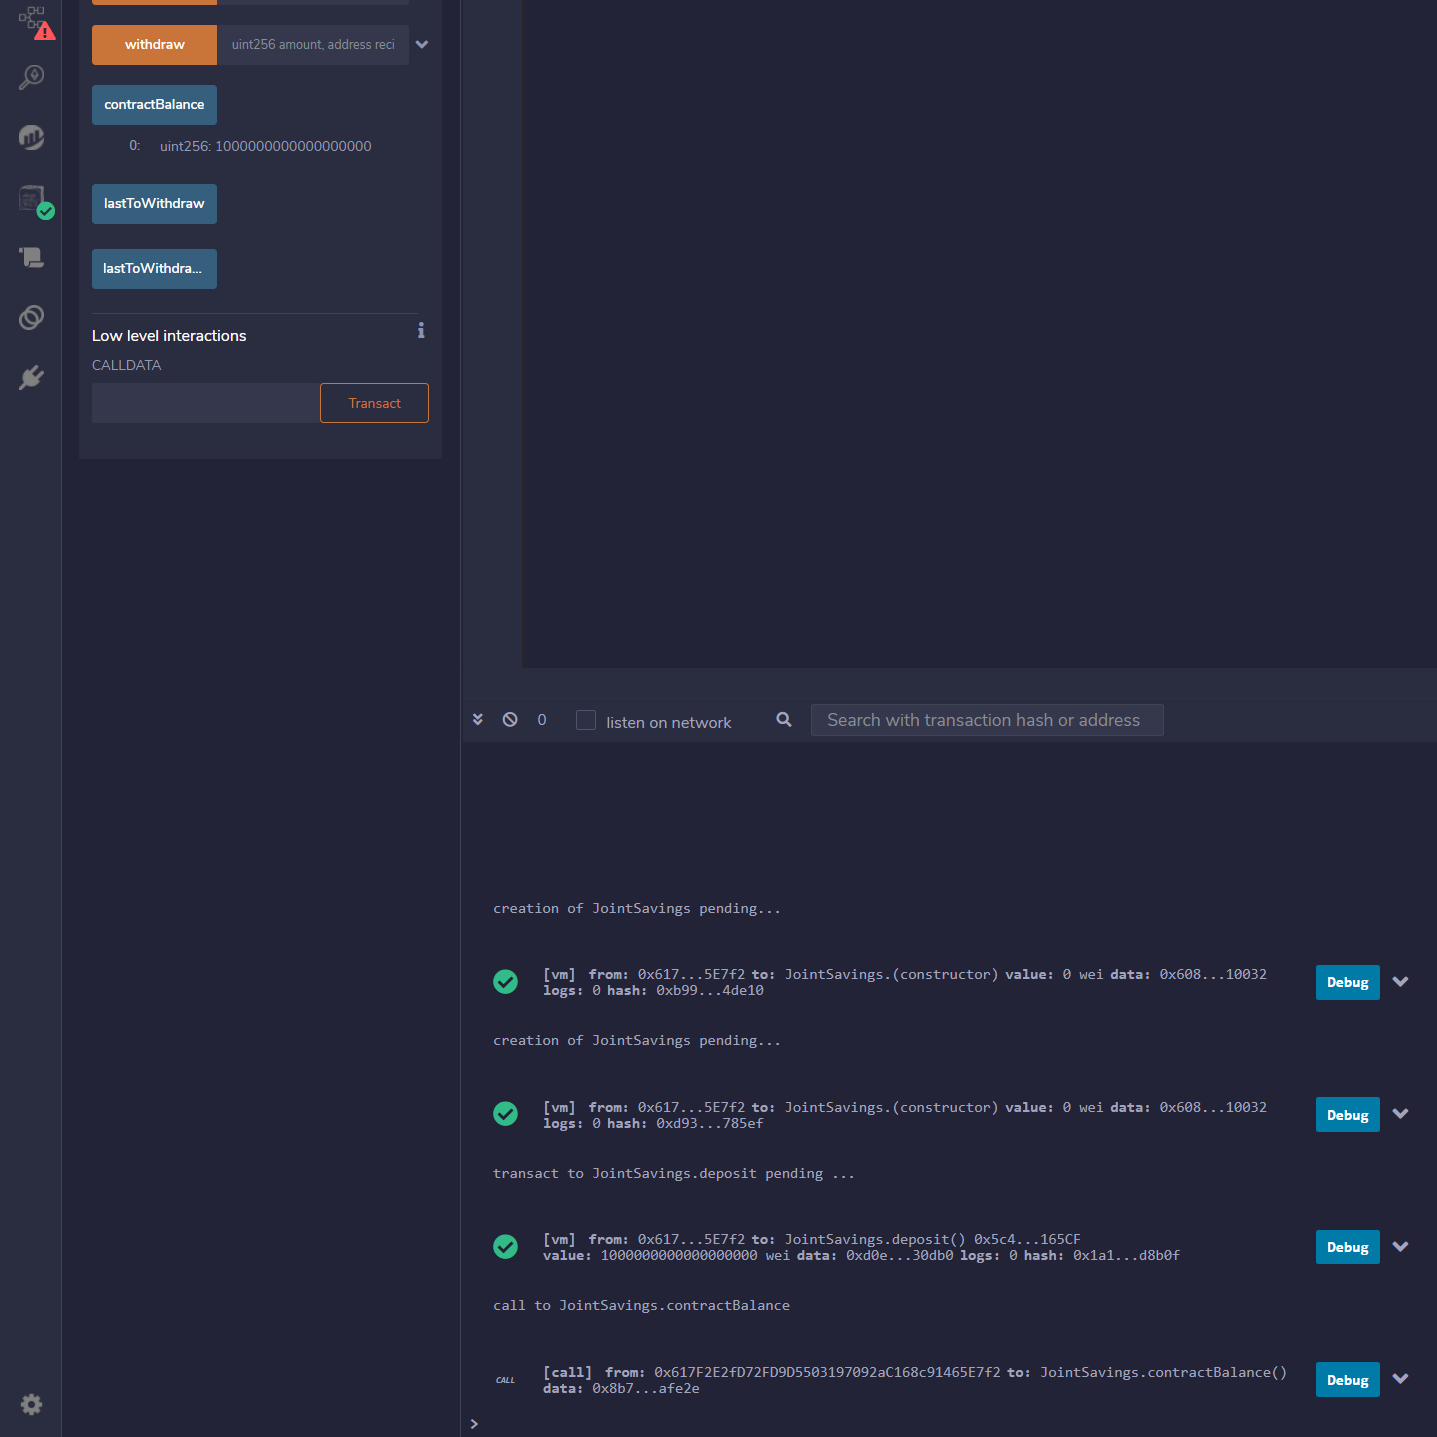 withdraw uint256 amount, address reci
contractBalance
0: uint256: 1000000000000000000
lastToWithdraw
lastToWithdra...
Low level interactions
CALLDATA
Transact
0 listen on network Search with transaction hash or address
creation of JointSavings pending...
[vm] from: 0x617...5E7f2 to: JointSavings.(constructor) value: 0 wei data: 0x608...10032
logs: 0 hash: 0xb99...4de10
Debug
creation of JointSavings pending...
[vm] from: 0x617...5E7f2 to: JointSavings.(constructor) value: 0 wei data: 0x608...10032
logs: 0 hash: 0xd93...785ef
Debug
transact to JointSavings.deposit pending ...
[vm] from: 0x617...5E7f2 to: JointSavings.deposit() 0x5c4...165CF
value: 1000000000000000000 wei data: 0xd0e...30db0 logs: 0 hash: 0x1a1...d8b0f
Debug
call to JointSavings.contractBalance
CALL [call] from: 0x617F2E2fD72FD9D5503197092aC168c91465E7f2 to: JointSavings.contractBalance()
data: 0x8b7...afe2e
Debug
>